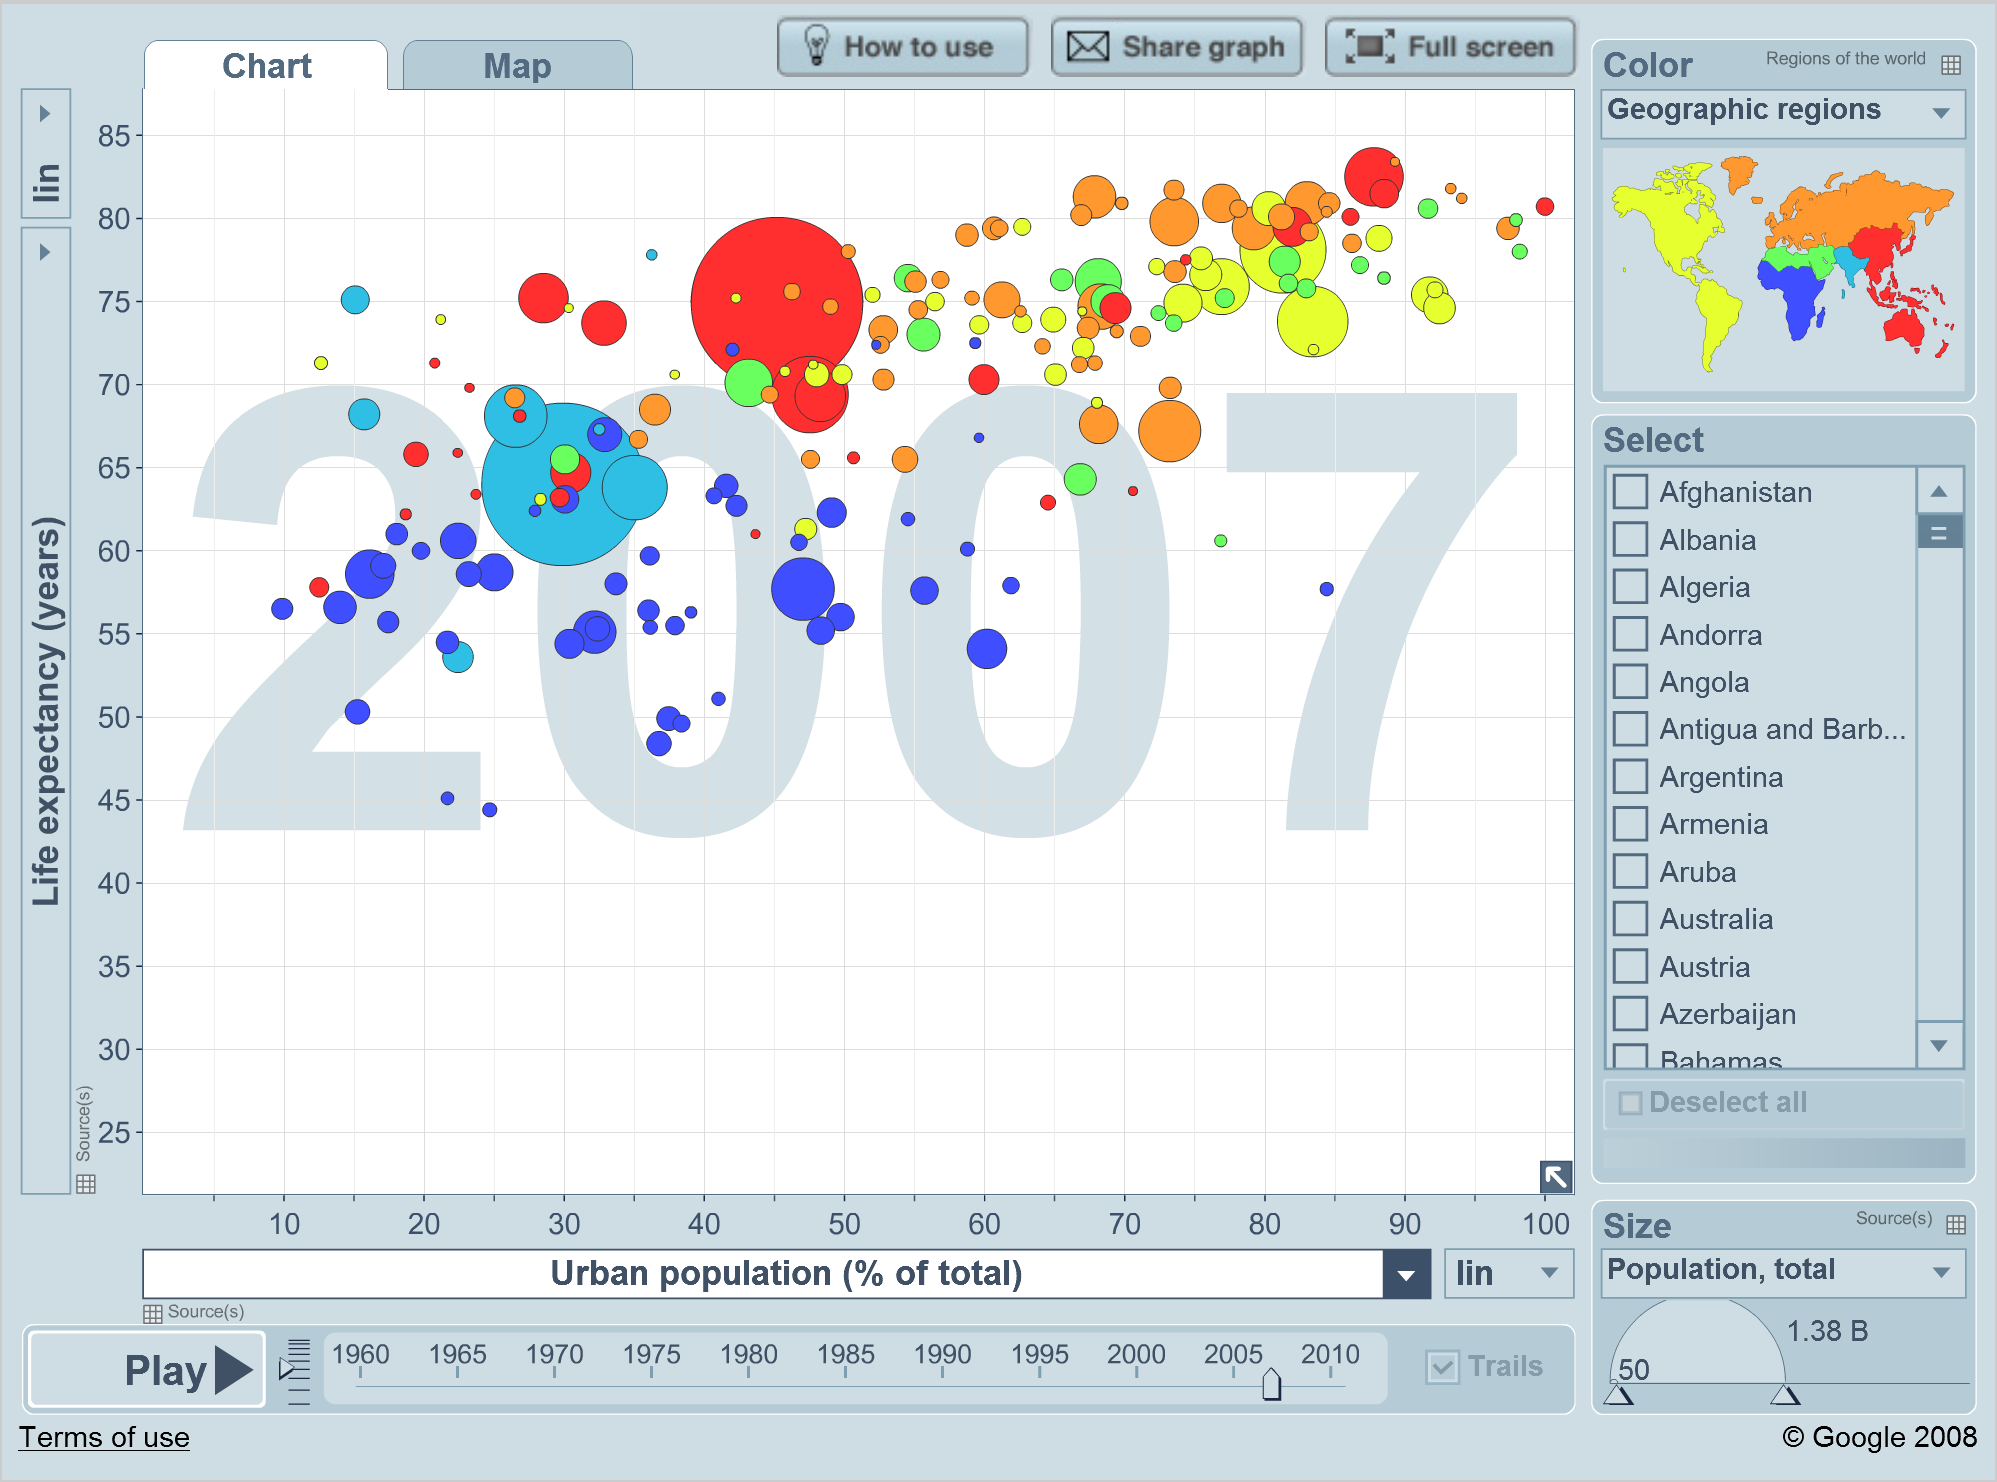 How to use
Share graph
Full screen
Chart
Map
Color
Regions of the world
Geographic regions
lin
Life expectancy (years)
Source(s)
85
80
75
70
65
60
55
50
45
40
35
30
25
2007
10 20 30 40 50 60 70 80 90 100
Urban population (% of total)
lin
Source(s)
Select
Afghanistan
Albania
Algeria
Andorra
Angola
Antigua and Barb...
Argentina
Armenia
Aruba
Australia
Austria
Azerbaijan
Bahamas
Deselect all
Size
Source(s)
Population, total
1.38 B
50
Play
1960 1965 1970 1975 1980 1985 1990 1995 2000 2005 2010
Trails
Terms of use
© Google 2008